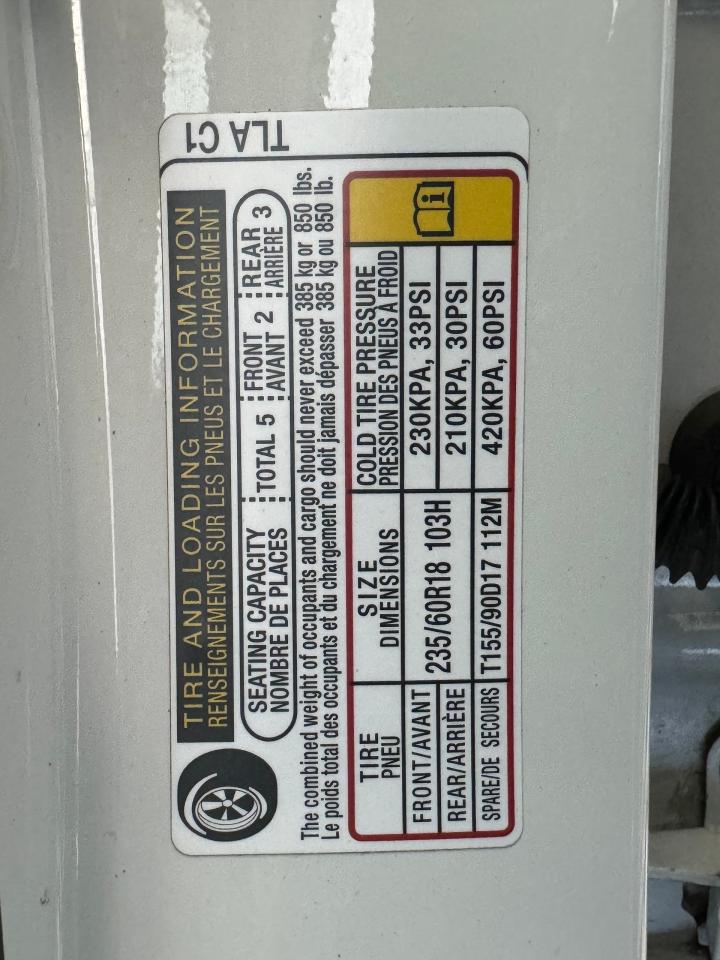 TLA C1
TIRE AND LOADING INFORMATION
RENSEIGNEMENTS SUR LES PNEUS ET LE CHARGEMENT
SEATING CAPACITY TOTAL 5 FRONT 2 REAR 3
NOMBRE DE PLACES AVANT ARRIÈRE
The combined weight of occupants and cargo should never exceed 385 kg or 850 lbs.
Le poids total des occupants et du chargement ne doit jamais dépasser 385 kg ou 850 lb.
TIRE SIZE COLD TIRE PRESSURE
PNEU DIMENSIONS PRESSION DES PNEUS À FROID
FRONT/AVANT 235/60R18 103H 230KPA, 33PSI
REAR/ARRIÈRE 210KPA, 30PSI
SPARE/DE SECOURS T155/90D17 112M 420KPA, 60PSI